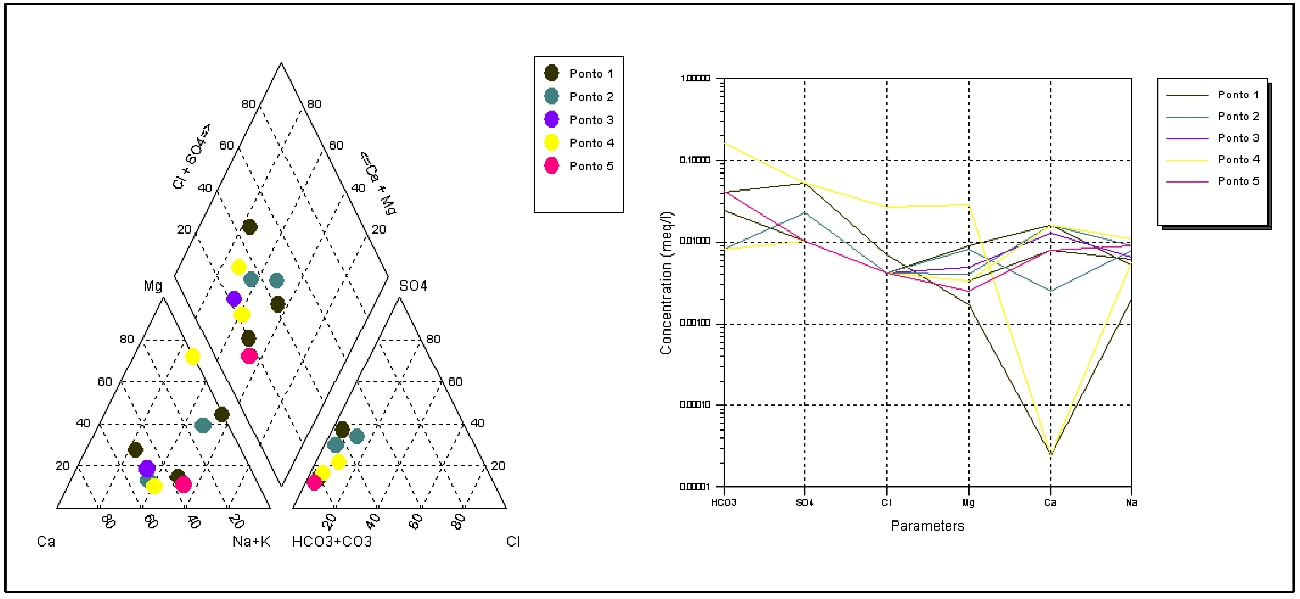 80 80
60 60
Cl + SO4=>
<=Ca + Mg
40 40
20 20
Mg
SO4
80 80
60 60
40 40
20 20
80 60 40 20
20 40 60 80
Ca
Na+K
HCO3+CO3
Cl
Ponto 1
Ponto 2
Ponto 3
Ponto 4
Ponto 5
Concentration (meq/l)
1.00000
0.10000
0.01000
0.00100
0.00010
0.00001
HCO3 SO4 Cl Mg Ca Na
Parameters
Ponto 1
Ponto 2
Ponto 3
Ponto 4
Ponto 5